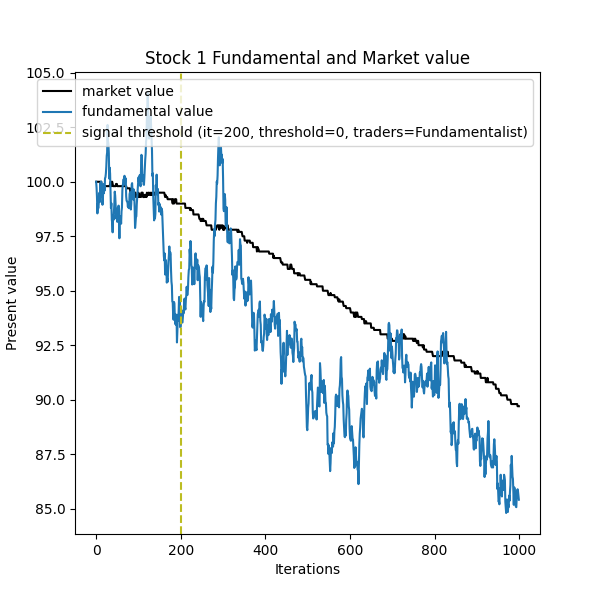 Stock 1 Fundamental and Market value
105.0
102.5
100.0
97.5
95.0
92.5
90.0
87.5
85.0
Present value
market value
fundamental value
signal threshold (it=200, threshold=0, traders=Fundamentalist)
0
200
400
600
800
1000
Iterations